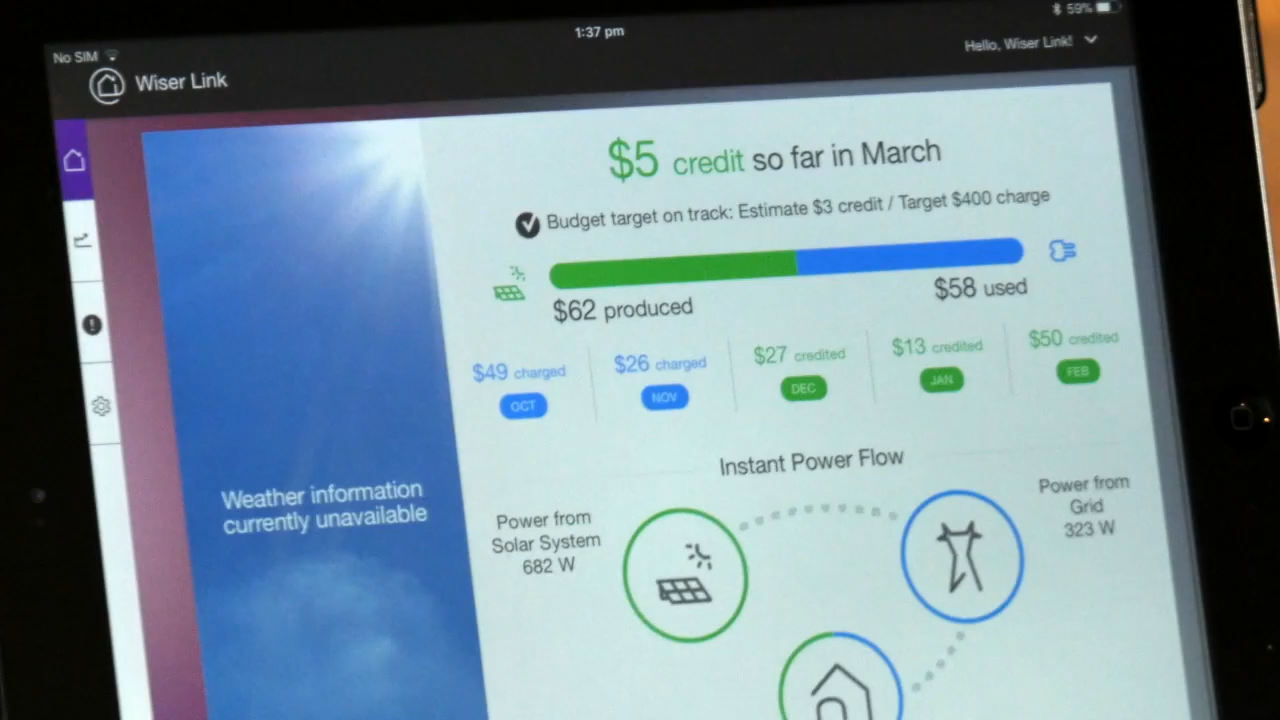 No SIM
1:37 pm
59%
Wiser Link
Hello, Wiser Link!
$5 credit so far in March
Budget target on track: Estimate $3 credit / Target $400 charge
$62 produced
$58 used
$49 charged
$26 charged
$27 credited
$13 credited
$50 credited
OCT
NOV
DEC
JAN
FEB
Instant Power Flow
Weather information
currently unavailable
Power from
Solar System
682 W
Power from
Grid
323 W